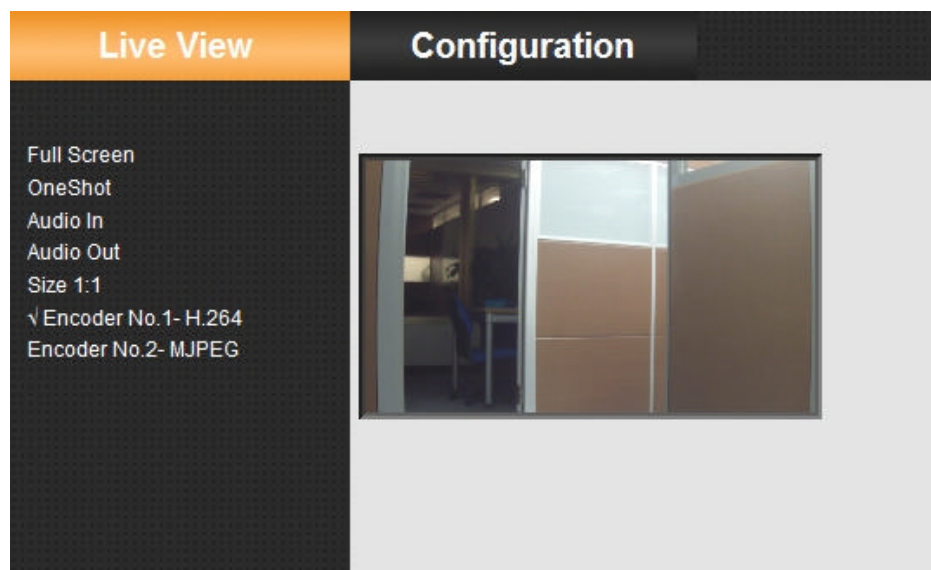 Live View
Configuration
Full Screen
OneShot
Audio In
Audio Out
Size 1:1
√ Encoder No.1- H.264
Encoder No.2- MJPEG